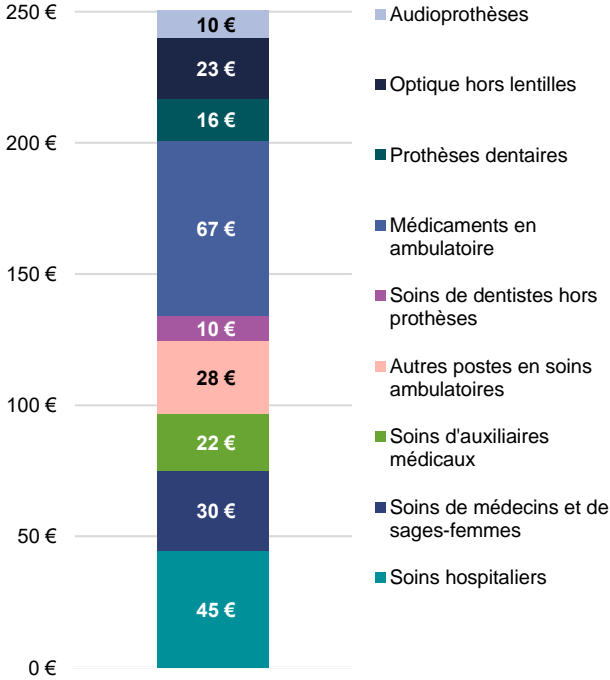 250 €
200 €
150 €
100 €
50 €
0 €
10 €
23 €
16 €
67 €
10 €
28 €
22 €
30 €
45 €
Audioprothèses
Optique hors lentilles
Prothèses dentaires
Médicaments en
ambulatoire
Soins de dentistes hors
prothèses
Autres postes en soins
ambulatoires
Soins d'auxiliaires
médicaux
Soins de médecins et de
sages-femmes
Soins hospitaliers